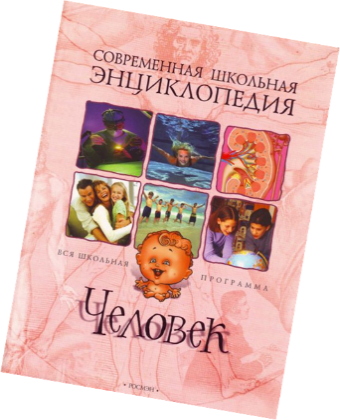 СОВРЕМЕННАЯ ШКОЛЬНАЯ
ЭНЦИКЛОПЕДИЯ
ВСЯ ШКОЛЬНАЯ ПРОГРАММА
Человек
• РОСМЭН •